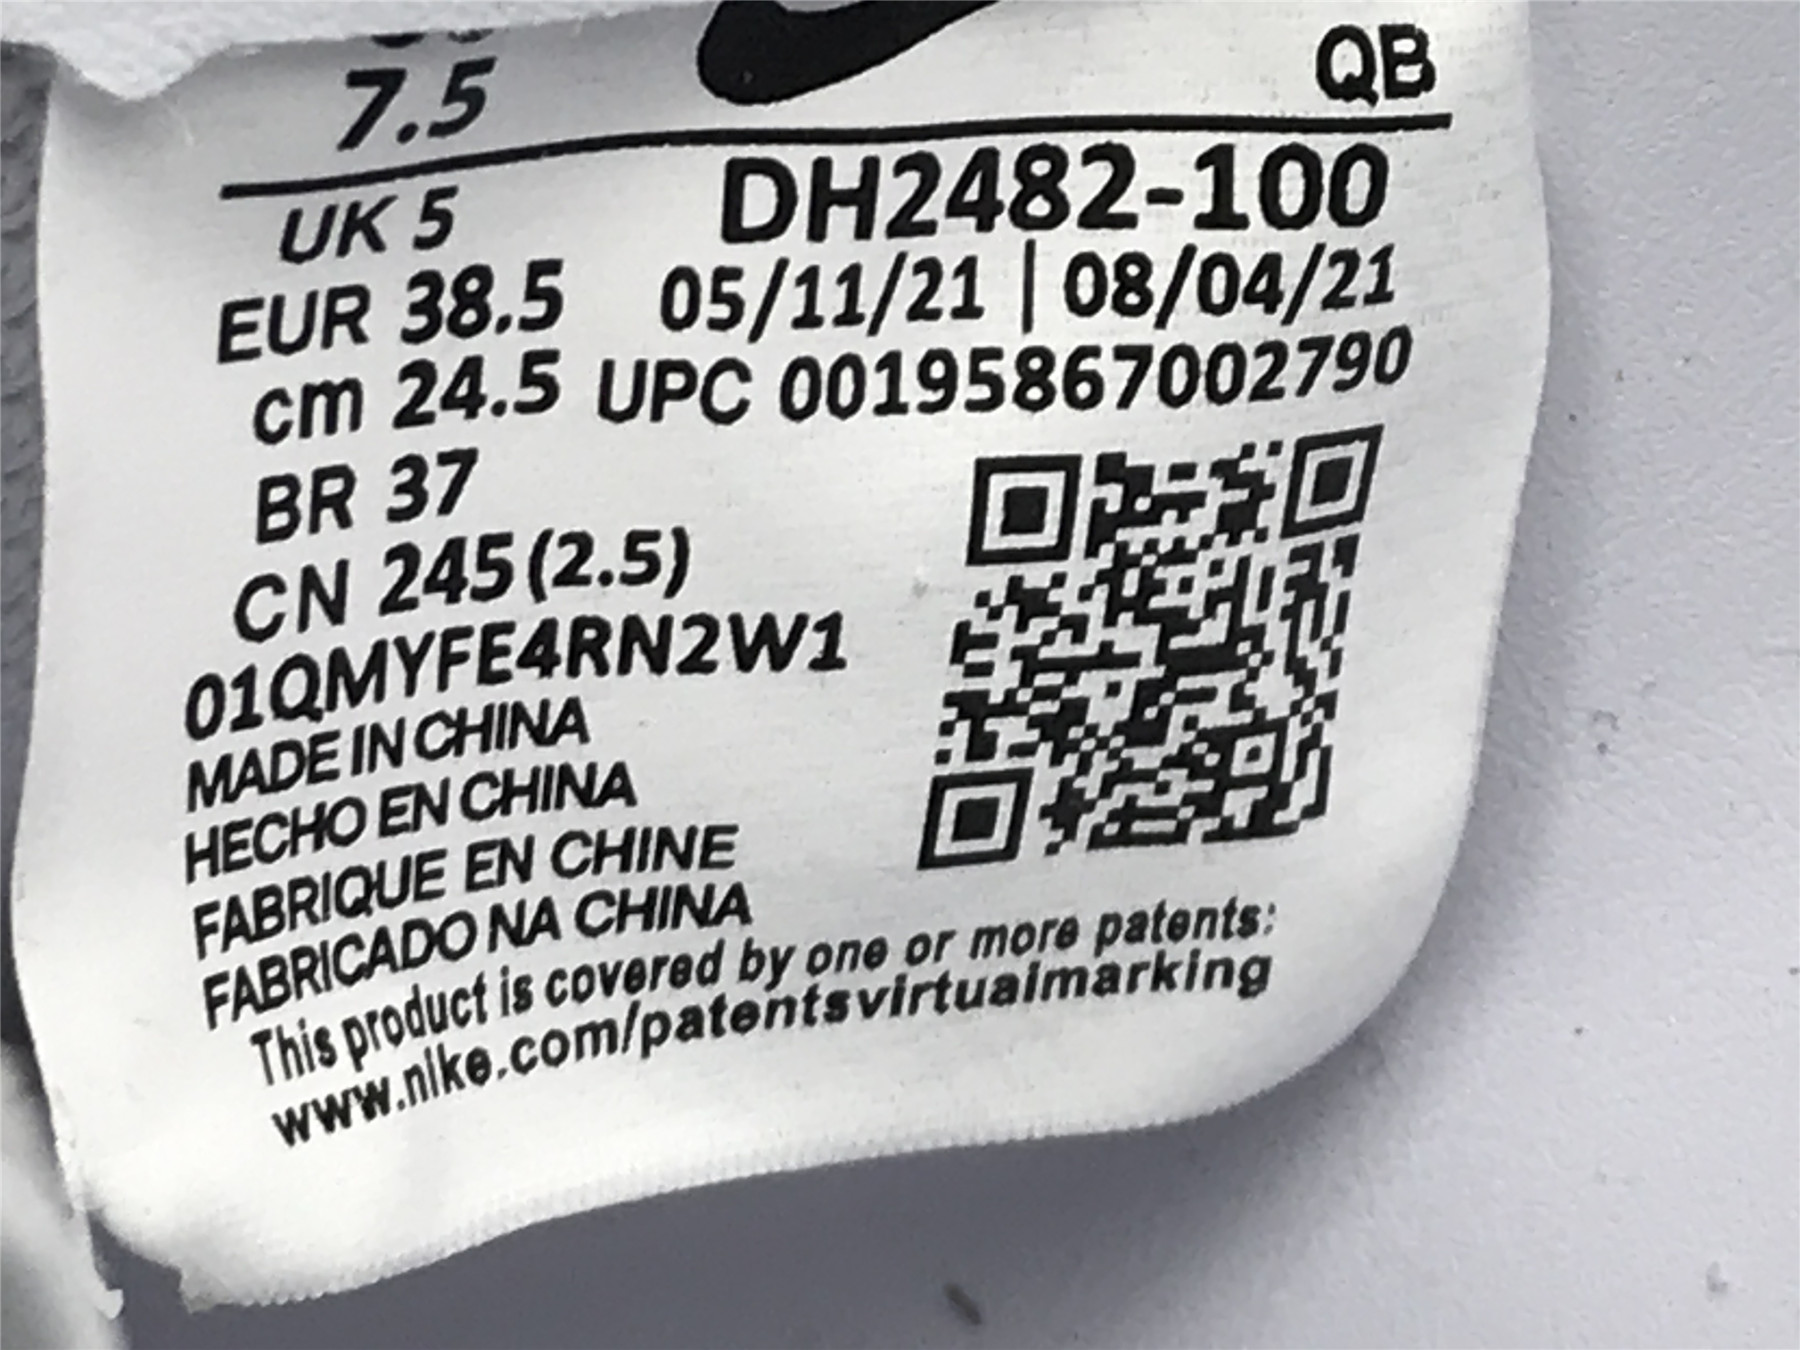 7.5 QB
UK 5 DH2482-100
EUR 38.5 05/11/21 | 08/04/21
cm 24.5 UPC 00195867002790
BR 37
CN 245(2.5)
01QMYFE4RN2W1
MADE IN CHINA
HECHO EN CHINA
FABRIQUE EN CHINE
FABRICADO NA CHINA
This product is covered by one or more patents:
www.nike.com/patentsvirtualmarking